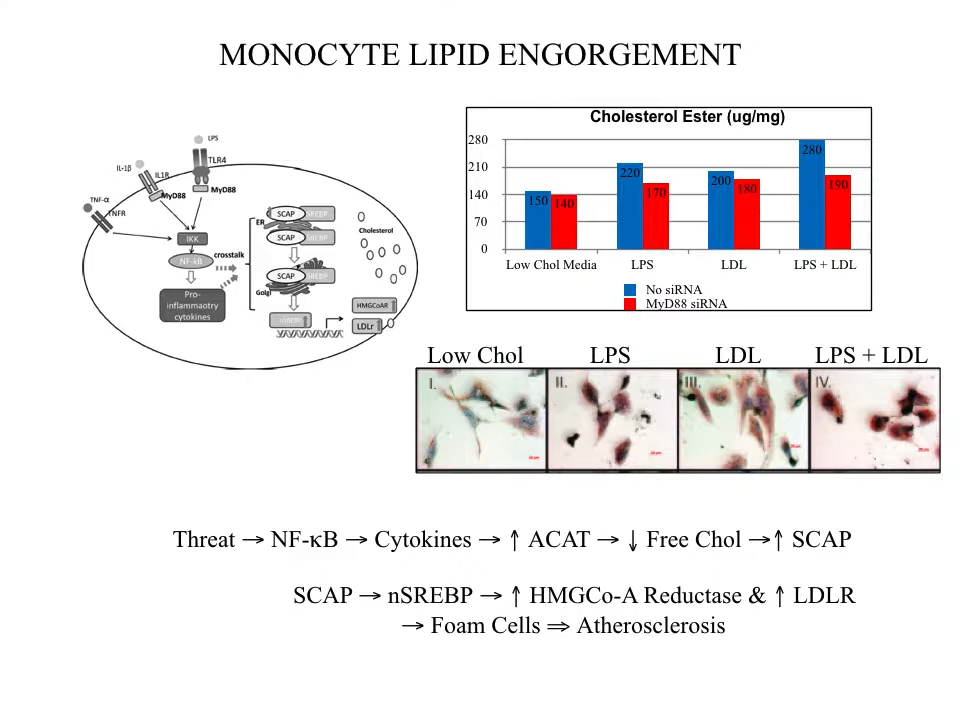 MONOCYTE LIPID ENGORGEMENT
LPS
TLR4
IL-1β
IL1R
MyD88
MyD88
TNF-α
TNFR
IKK
NF-kB
crosstalk
Pro-
inflammaotry
cytokines
SCAP SREBP
ER
SCAP SREBP
SCAP SREBP
Golgi
nSREBP
Cholesterol
HMGCoAR
LDLr
Cholesterol Ester (ug/mg)
280
210
140
70
0
150 140
220 170
200 180
280 190
Low Chol Media LPS LDL LPS + LDL
No siRNA
MyD88 siRNA
Low Chol LPS LDL LPS + LDL
I. II. III. IV.
Threat → NF-κB → Cytokines → ↑ ACAT → ↓ Free Chol →↑ SCAP
SCAP → nSREBP → ↑ HMGCo-A Reductase & ↑ LDLR
→ Foam Cells ⇒ Atherosclerosis